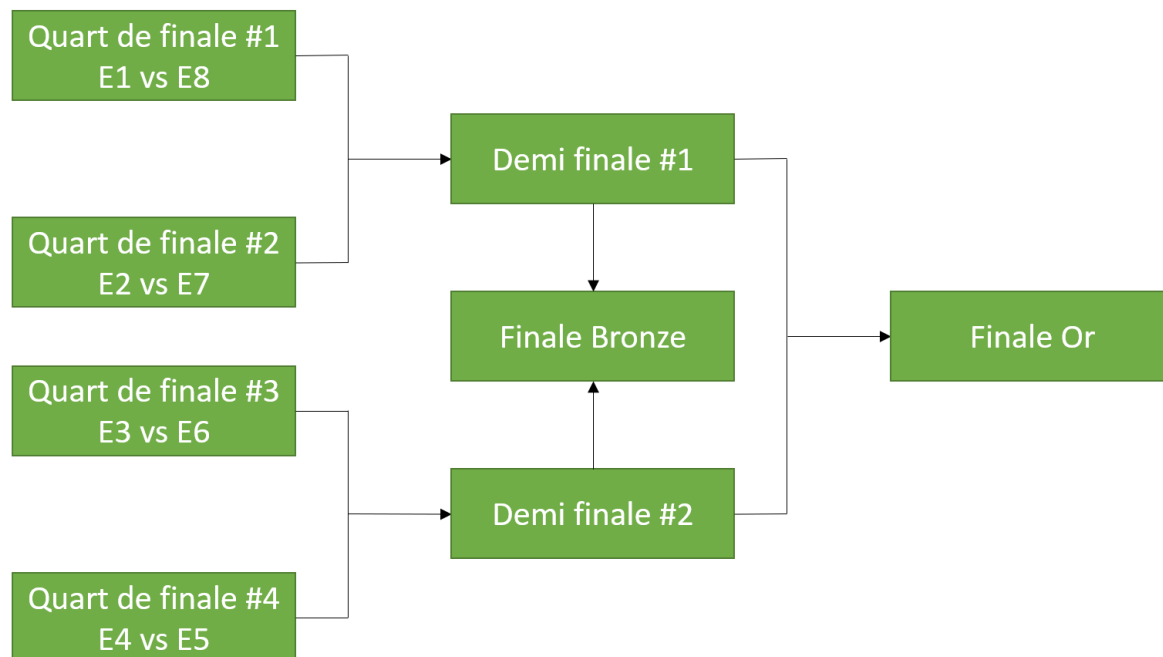 Quart de finale #1
E1 vs E8
Demi finale #1
Quart de finale #2
E2 vs E7
Finale Bronze
Finale Or
Quart de finale #3
E3 vs E6
Demi finale #2
Quart de finale #4
E4 vs E5